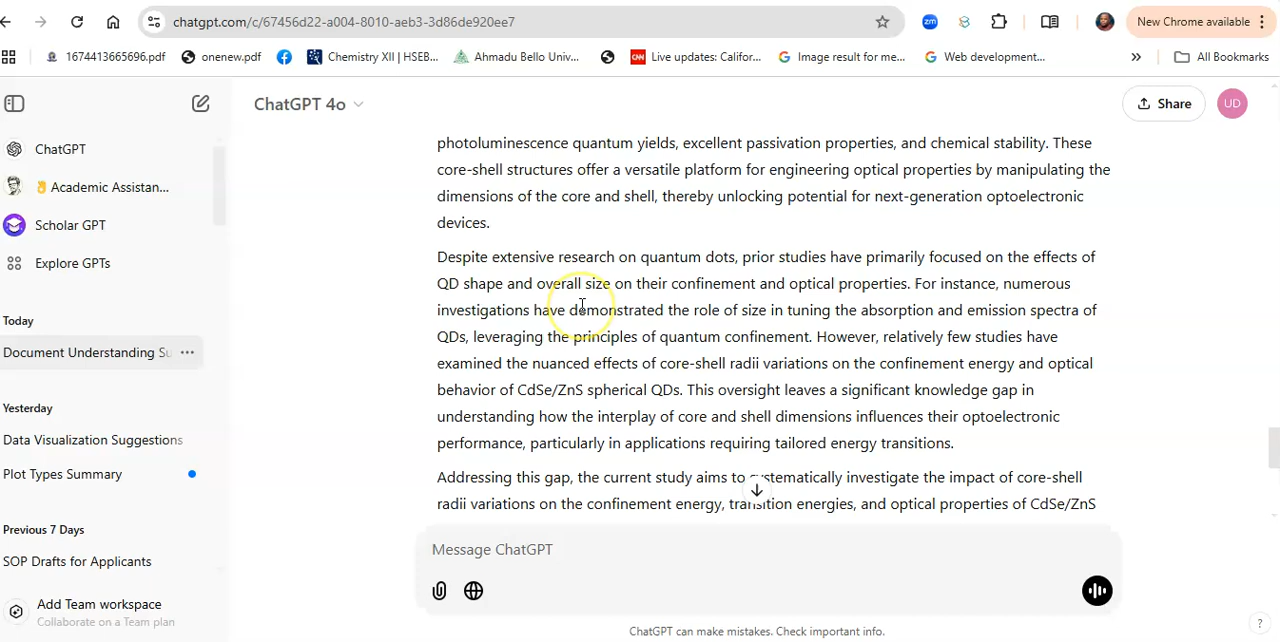 chatgpt.com/c/67456d22-a004-8010-aeb3-3d86de920ee7
zm
New Chrome available
1674413665696.pdf
onenew.pdf
Chemistry XII | HSEB...
Ahmadu Bello Univ...
CNN
Live updates: Califor...
Image result for me...
Web development...
»
All Bookmarks
ChatGPT 4o
Share
UD
ChatGPT
Academic Assistan...
Scholar GPT
Explore GPTs
Today
Document Understanding Su ...
Yesterday
Data Visualization Suggestions
Plot Types Summary
Previous 7 Days
SOP Drafts for Applicants
Add Team workspace
Collaborate on a Team plan
photoluminescence quantum yields, excellent passivation properties, and chemical stability. These
core-shell structures offer a versatile platform for engineering optical properties by manipulating the
dimensions of the core and shell, thereby unlocking potential for next-generation optoelectronic
devices.
Despite extensive research on quantum dots, prior studies have primarily focused on the effects of
QD shape and overall size on their confinement and optical properties. For instance, numerous
investigations have demonstrated the role of size in tuning the absorption and emission spectra of
QDs, leveraging the principles of quantum confinement. However, relatively few studies have
examined the nuanced effects of core-shell radii variations on the confinement energy and optical
behavior of CdSe/ZnS spherical QDs. This oversight leaves a significant knowledge gap in
understanding how the interplay of core and shell dimensions influences their optoelectronic
performance, particularly in applications requiring tailored energy transitions.
Addressing this gap, the current study aims to systematically investigate the impact of core-shell
radii variations on the confinement energy, transition energies, and optical properties of CdSe/ZnS
Message ChatGPT
ChatGPT can make mistakes. Check important info.
?